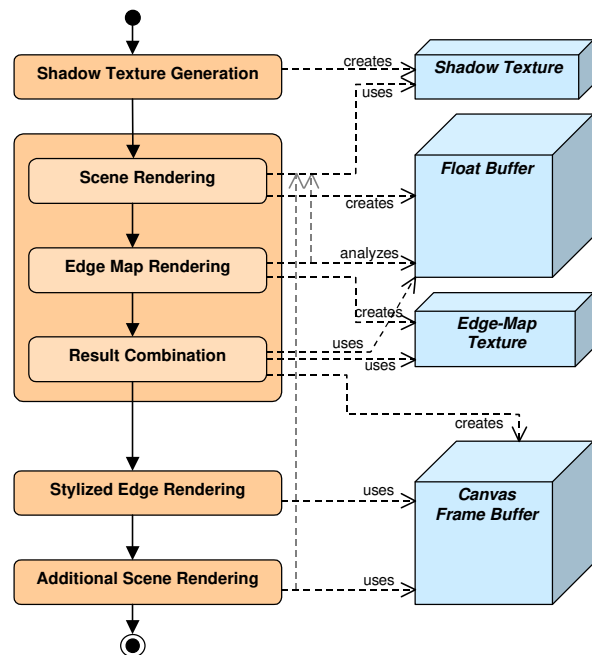 Shadow Texture Generation
creates
Shadow Texture
uses
Scene Rendering
Float Buffer
creates
Edge Map Rendering
analyzes
creates
Edge-Map
Texture
Result Combination
uses
uses
creates
Stylized Edge Rendering
uses
Canvas
Frame Buffer
Additional Scene Rendering
uses